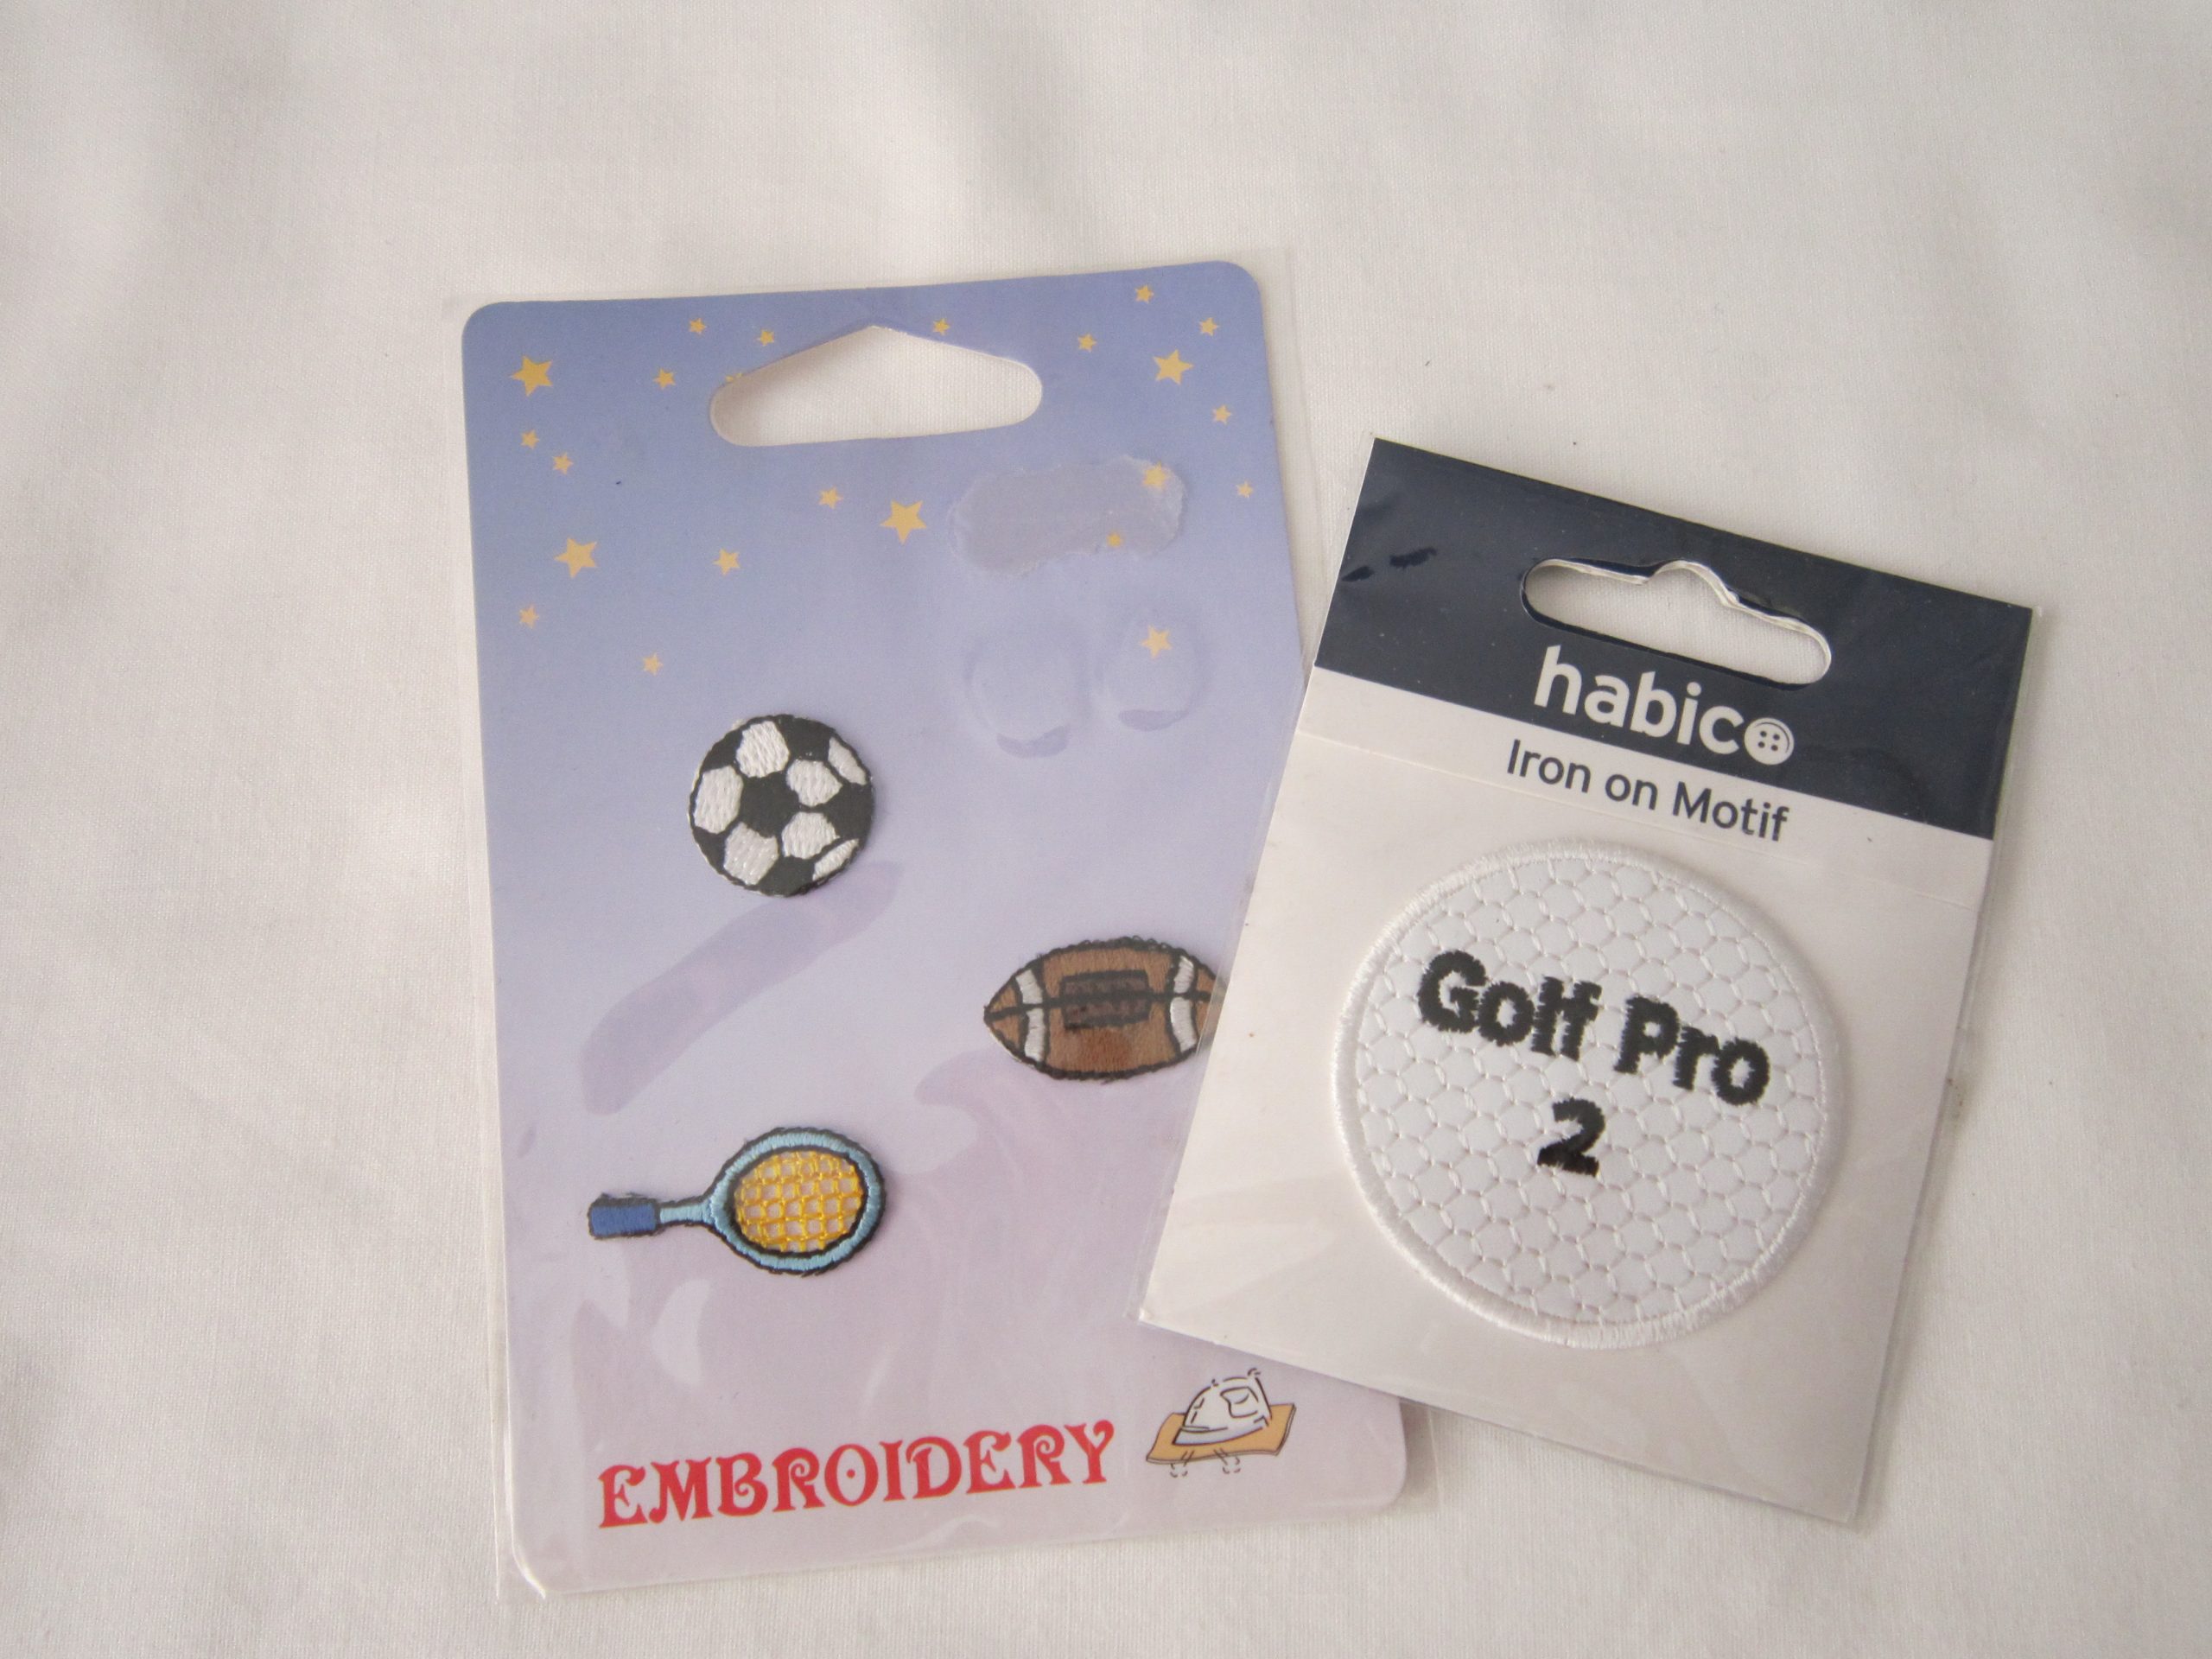 habico
Iron on Motif
Golf Pro
2
EMBROIDERY